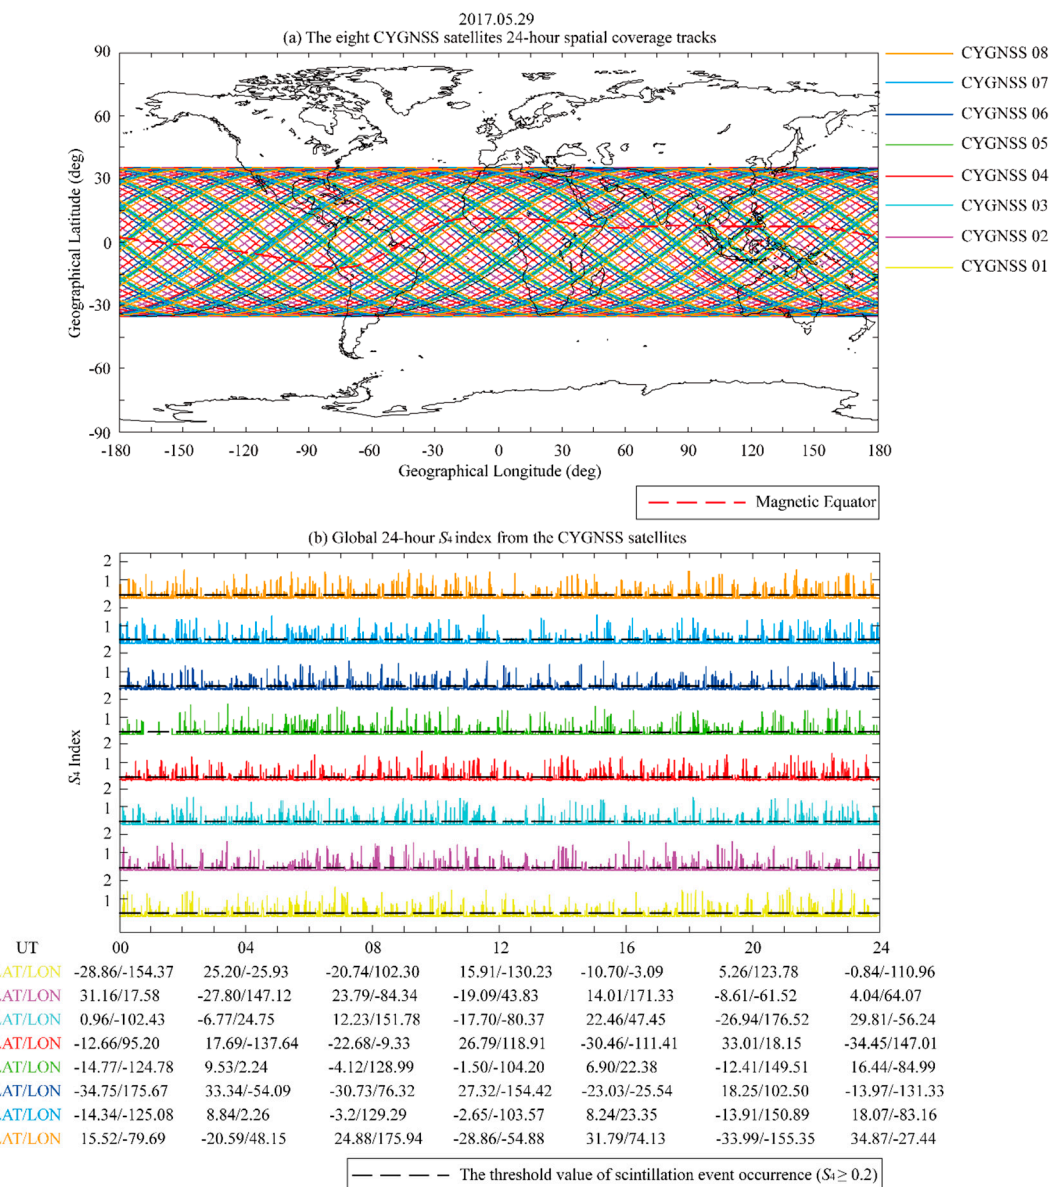 2017.05.29
(a) The eight CYGNSS satellites 24-hour spatial coverage tracks
90
60
30
0
-30
-60
-90
Geographical Latitude (deg)
-180 -150 -120 -90 -60 -30 0 30 60 90 120 150 180
Geographical Longitude (deg)
CYGNSS 08
CYGNSS 07
CYGNSS 06
CYGNSS 05
CYGNSS 04
CYGNSS 03
CYGNSS 02
CYGNSS 01
Magnetic Equator
(b) Global 24-hour S4 index from the CYGNSS satellites
2
1
2
1
2
1
2
1
2
1
2
1
2
1
2
1
S4 Index
UT 00 04 08 12 16 20 24
LAT/LON -28.86/-154.37 25.20/-25.93 -20.74/102.30 15.91/-130.23 -10.70/-3.09 5.26/123.78 -0.84/-110.96
LAT/LON 31.16/17.58 -27.80/147.12 23.79/-84.34 -19.09/43.83 14.01/171.33 -8.61/-61.52 4.04/64.07
LAT/LON 0.96/-102.43 -6.77/24.75 12.23/151.78 -17.70/-80.37 22.46/47.45 -26.94/176.52 29.81/-56.24
LAT/LON -12.66/95.20 17.69/-137.64 -22.68/-9.33 26.79/118.91 -30.46/-111.41 33.01/18.15 -34.45/147.01
LAT/LON -14.77/-124.78 9.53/2.24 -4.12/128.99 -1.50/-104.20 6.90/22.38 -12.41/149.51 16.44/-84.99
LAT/LON -34.75/175.67 33.34/-54.09 -30.73/76.32 27.32/-154.42 -23.03/-25.54 18.25/102.50 -13.97/-131.33
LAT/LON -14.34/-125.08 8.84/2.26 -3.2/129.29 -2.65/-103.57 8.24/23.35 -13.91/150.89 18.07/-83.16
LAT/LON 15.52/-79.69 -20.59/48.15 24.88/175.94 -28.86/-54.88 31.79/74.13 -33.99/-155.35 34.87/-27.44
The threshold value of scintillation event occurrence (S4 ≥ 0.2)